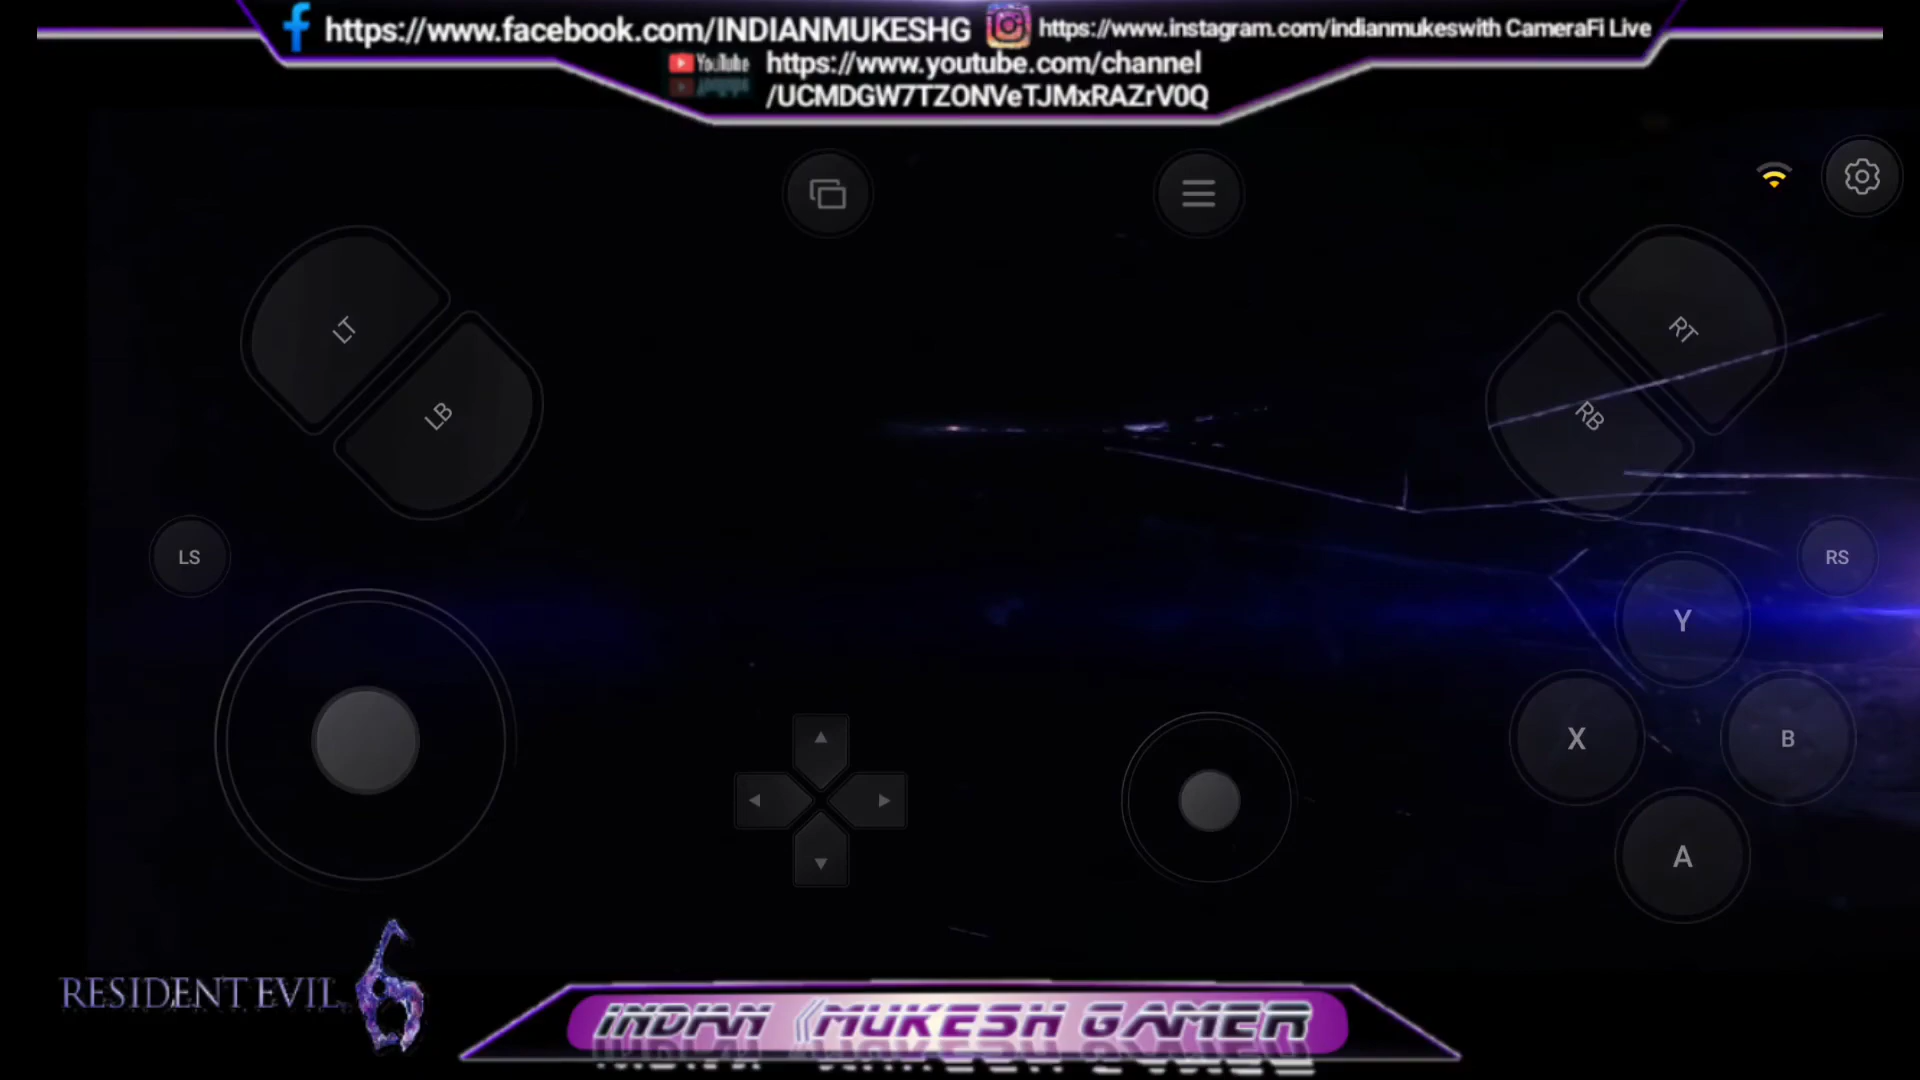 https://www.facebook.com/INDIANMUKESHG
https://www.instagram.com/indianmukeswith CameraFi Live
YouTube
https://www.youtube.com/channel
/UCMDGW7TZONVeTJMxRAZrV0Q
LT
LB
RT
RB
LS
RS
Y
X
B
A
RESIDENT EVIL 6
INDIAN 《MUKESH GAMER